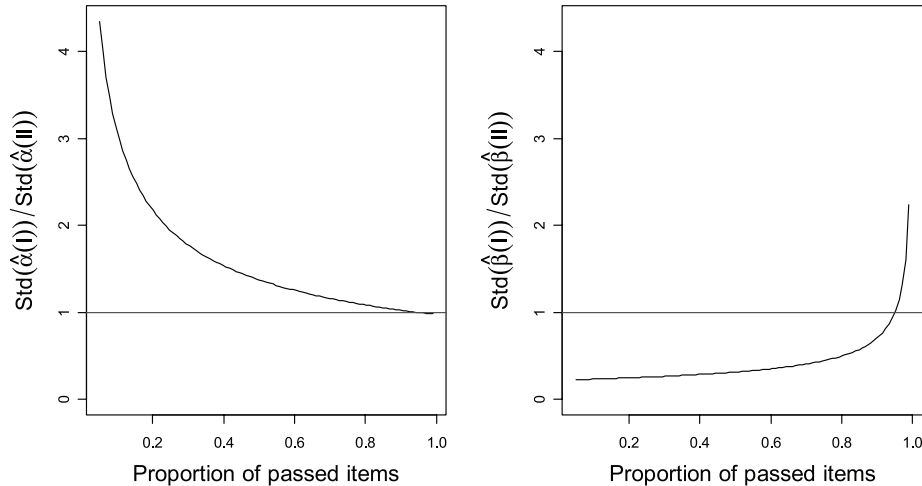 Std(α̂(I))/Std(α̂(II))
4
3
2
1
0
0.2 0.4 0.6 0.8 1.0
Proportion of passed items
Std(β̂(I))/Std(β̂(II))
4
3
2
1
0
0.2 0.4 0.6 0.8 1.0
Proportion of passed items